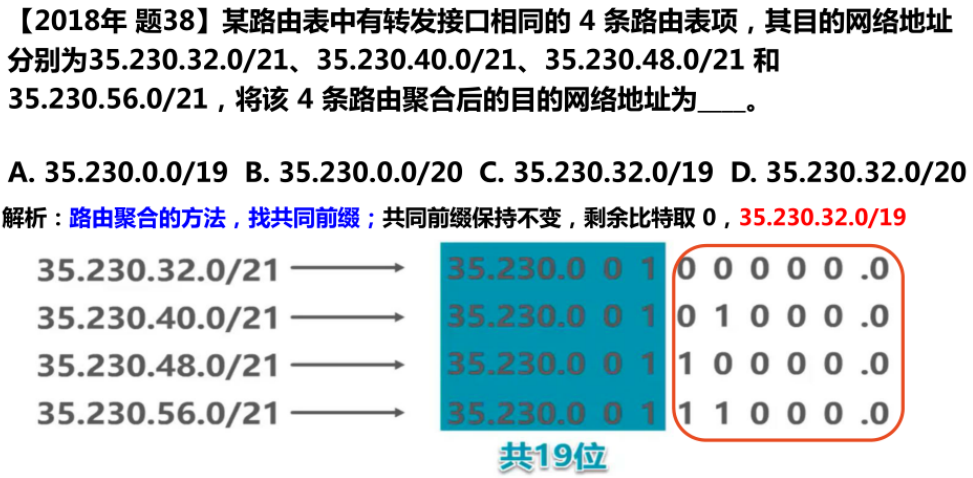 【2018年 题38】某路由表中有转发接口相同的 4 条路由表项，其目的网络地址
分别为35.230.32.0/21、35.230.40.0/21、35.230.48.0/21 和
35.230.56.0/21，将该 4 条路由聚合后的目的网络地址为____。
A. 35.230.0.0/19 B. 35.230.0.0/20 C. 35.230.32.0/19 D. 35.230.32.0/20
解析：路由聚合的方法，找共同前缀；共同前缀保持不变，剩余比特取 0，35.230.32.0/19
35.230.32.0/21 35.230.0 0 1 0 0 0 0 0 .0
35.230.40.0/21 35.230.0 0 1 0 1 0 0 0 .0
35.230.48.0/21 35.230.0 0 1 1 0 0 0 0 .0
35.230.56.0/21 35.230.0 0 1 1 1 0 0 0 .0
共19位